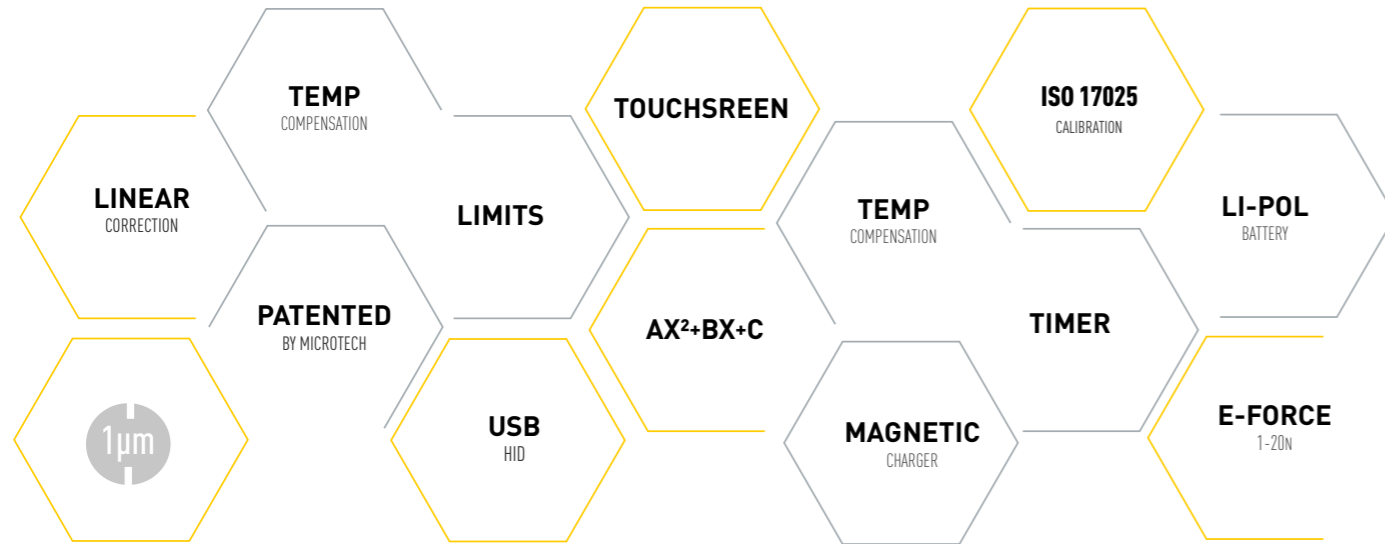 TEMP
COMPENSATION
TOUCHSREEN
ISO 17025
CALIBRATION
LINEAR
CORRECTION
LIMITS
TEMP
COMPENSATION
LI-POL
BATTERY
PATENTED
BY MICROTECH
AX²+BX+C
TIMER
1µm
USB
HID
MAGNETIC
CHARGER
E-FORCE
1-20N